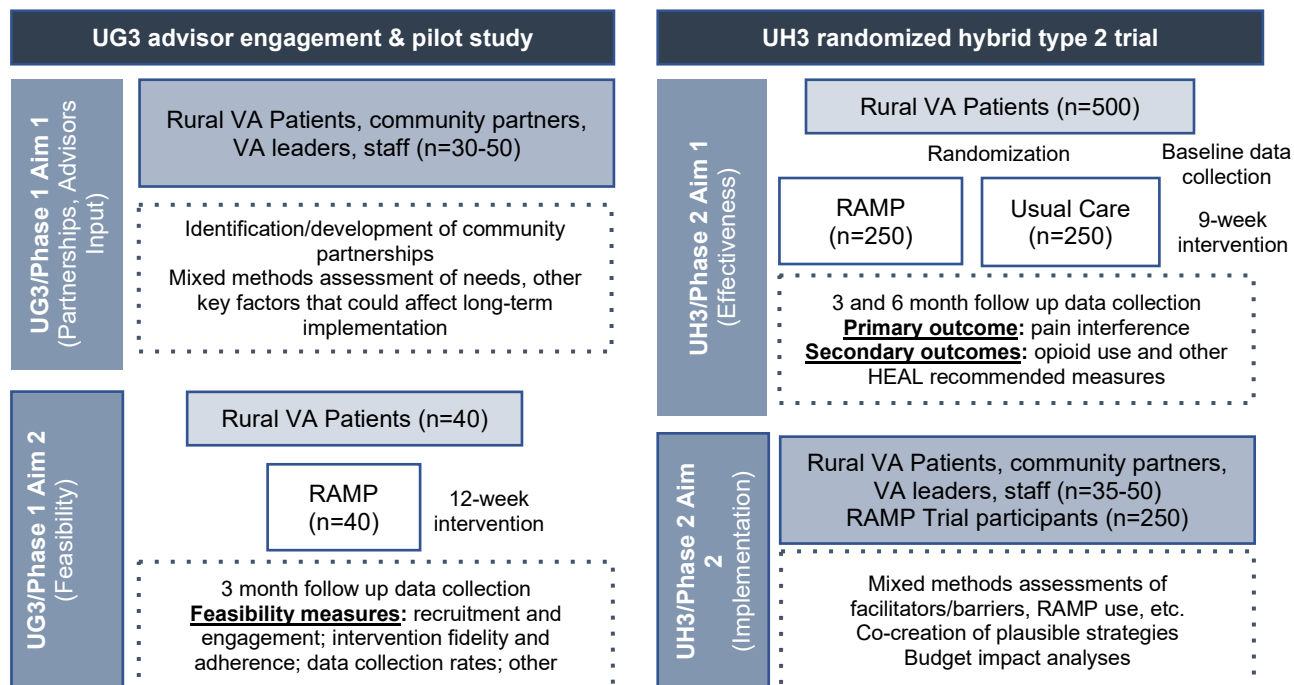 UG3 advisor engagement & pilot study
UG3/Phase 1 Aim 1
(Partnerships, Advisors
Input)
Rural VA Patients, community partners,
VA leaders, staff (n=30-50)
Identification/development of community
partnerships
Mixed methods assessment of needs, other
key factors that could affect long-term
implementation
UG3/Phase 1 Aim 2
(Feasibility)
Rural VA Patients (n=40)
RAMP
(n=40)
12-week
intervention
3 month follow up data collection
Feasibility measures: recruitment and
engagement; intervention fidelity and
adherence; data collection rates; other
UH3 randomized hybrid type 2 trial
UH3/Phase 2 Aim 1
(Effectiveness)
Rural VA Patients (n=500)
Randomization
Baseline data
collection
RAMP
(n=250)
Usual Care
(n=250)
9-week
intervention
3 and 6 month follow up data collection
Primary outcome: pain interference
Secondary outcomes: opioid use and other
HEAL recommended measures
UH3/Phase 2 Aim
2
(Implementation)
Rural VA Patients, community partners,
VA leaders, staff (n=35-50)
RAMP Trial participants (n=250)
Mixed methods assessments of
facilitators/barriers, RAMP use, etc.
Co-creation of plausible strategies
Budget impact analyses